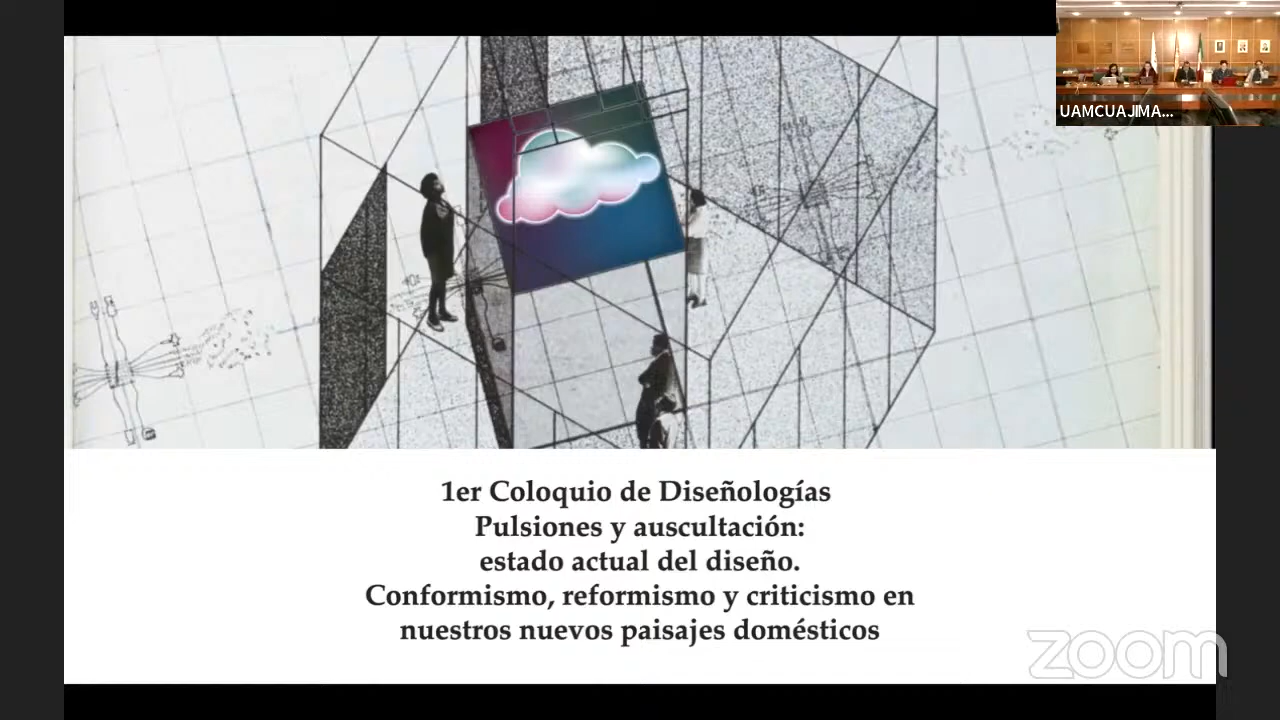 UAMCUAJIMA...
1er Coloquio de Diseñologías
Pulsiones y auscultación:
estado actual del diseño.
Conformismo, reformismo y criticismo en
nuestros nuevos paisajes domésticos
zoom